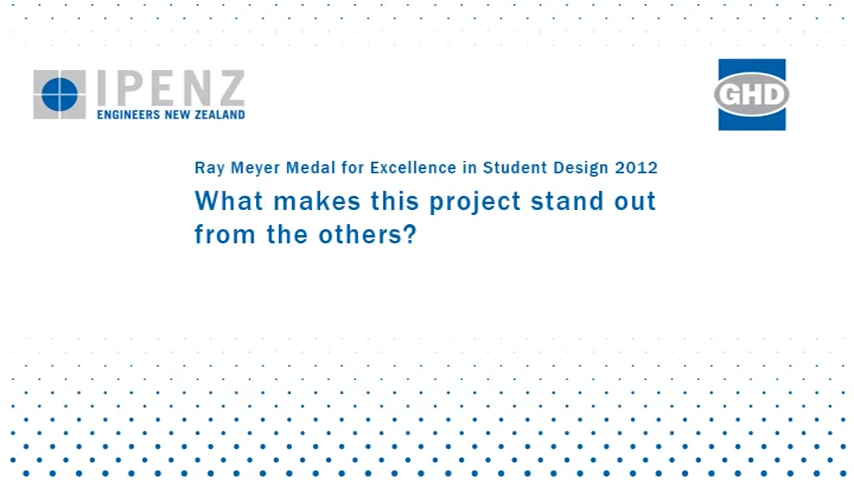 IPENZ
ENGINEERS NEW ZEALAND
GHD
Ray Meyer Medal for Excellence in Student Design 2012
What makes this project stand out
from the others?